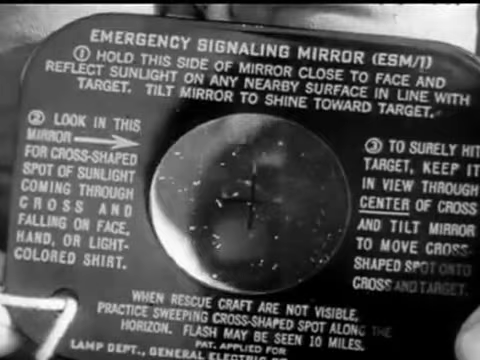 EMERGENCY SIGNALING MIRROR (ESM/1)
① HOLD THIS SIDE OF MIRROR CLOSE TO FACE AND
REFLECT SUNLIGHT ON ANY NEARBY SURFACE IN LINE WITH
TARGET. TILT MIRROR TO SHINE TOWARD TARGET.
② LOOK IN THIS
MIRROR
FOR CROSS-SHAPED
SPOT OF SUNLIGHT
COMING THROUGH
CROSS AND
FALLING ON FACE,
HAND, OR LIGHT-
COLORED SHIRT.
③ TO SURELY HIT
TARGET, KEEP IT
IN VIEW THROUGH
CENTER OF CROSS
AND TILT MIRROR
TO MOVE CROSS-
SHAPED SPOT ONTO
CROSS AND TARGET.
WHEN RESCUE CRAFT ARE NOT VISIBLE,
PRACTICE SWEEPING CROSS-SHAPED SPOT ALONG THE
HORIZON. FLASH MAY BE SEEN 10 MILES.
PAT. APPLIED FOR
LAMP DEPT., GENERAL ELECTRIC